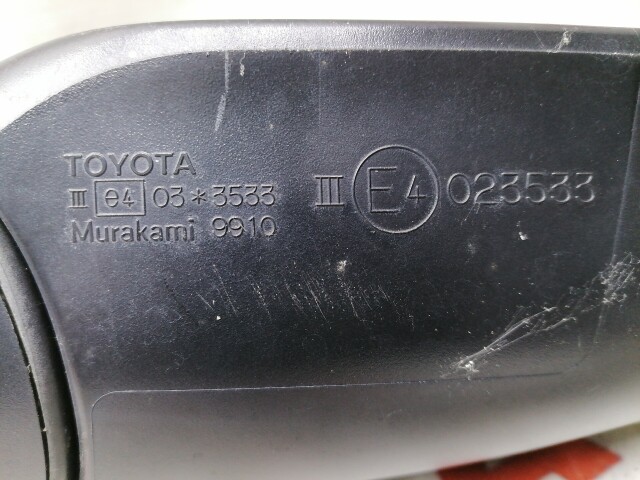 TOYOTA
III e4 03*3533
Murakami 9910
III E4 023533